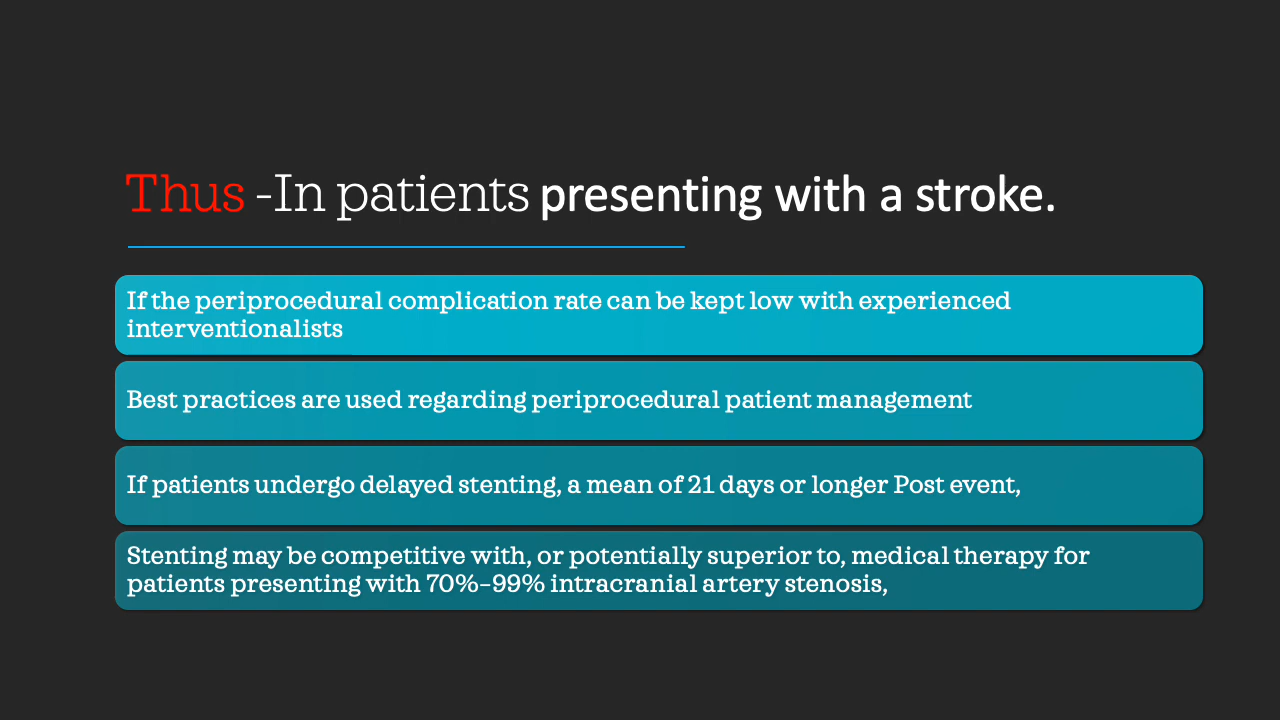 Thus -In patients presenting with a stroke.
If the periprocedural complication rate can be kept low with experienced
interventionalists
Best practices are used regarding periprocedural patient management
If patients undergo delayed stenting, a mean of 21 days or longer Post event,
Stenting may be competitive with, or potentially superior to, medical therapy for
patients presenting with 70%–99% intracranial artery stenosis,